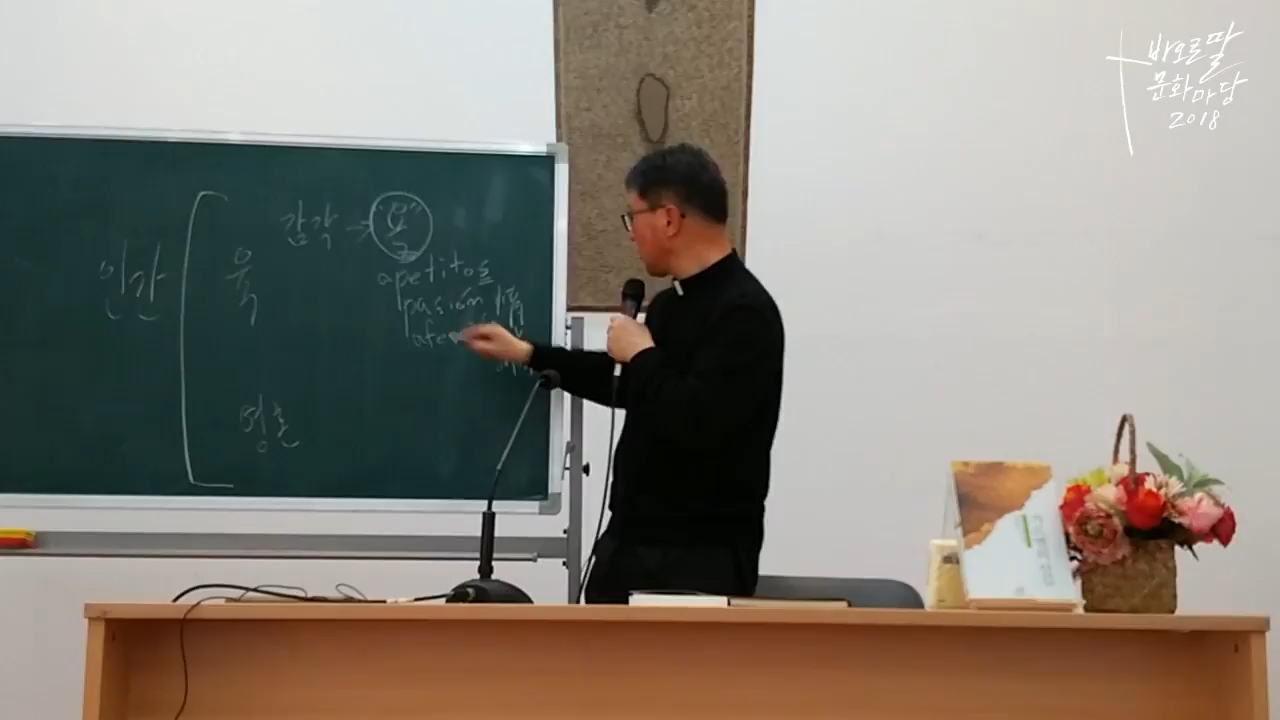 바오로딸
문화마당
2018
감각 → "욕"
인간
육
apetitos
pasión 情
영혼